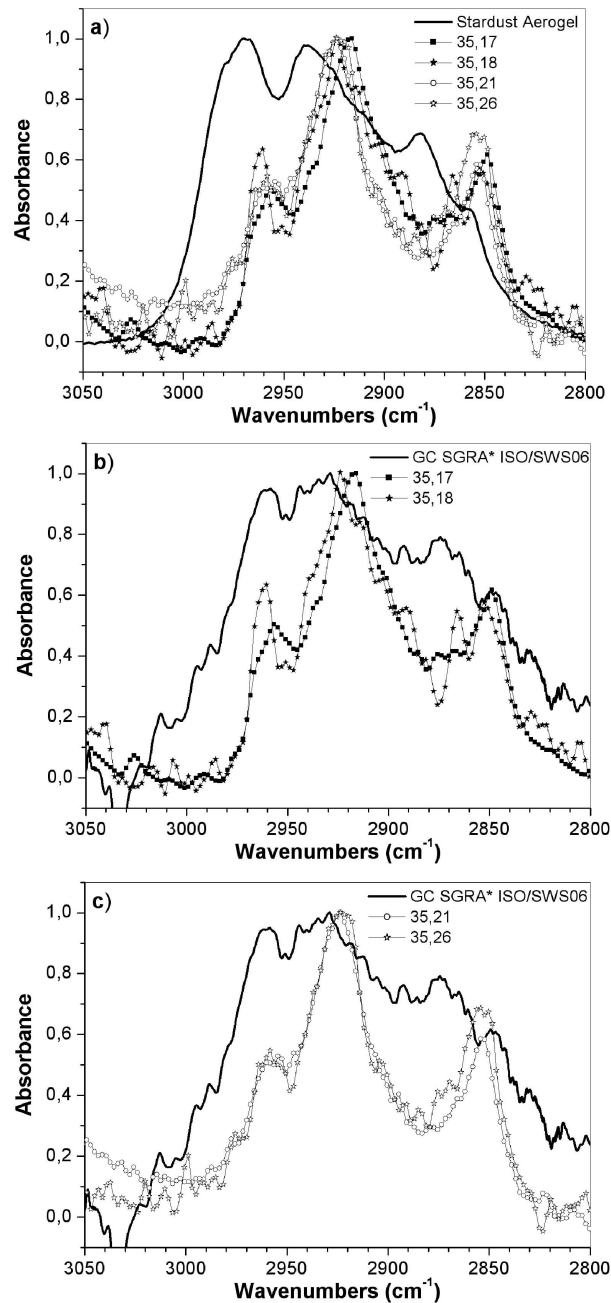 a)
Stardust Aerogel
35,17
35,18
35,21
35,26
1,0
0,8
0,6
0,4
0,2
0,0
Absorbance
3050 3000 2950 2900 2850 2800
Wavenumbers (cm-1)
b)
GC SGRA* ISO/SWS06
35,17
35,18
1,0
0,8
0,6
0,4
0,2
0,0
Absorbance
3050 3000 2950 2900 2850 2800
Wavenumbers (cm-1)
c)
GC SGRA* ISO/SWS06
35,21
35,26
1,0
0,8
0,6
0,4
0,2
0,0
Absorbance
3050 3000 2950 2900 2850 2800
Wavenumbers (cm-1)